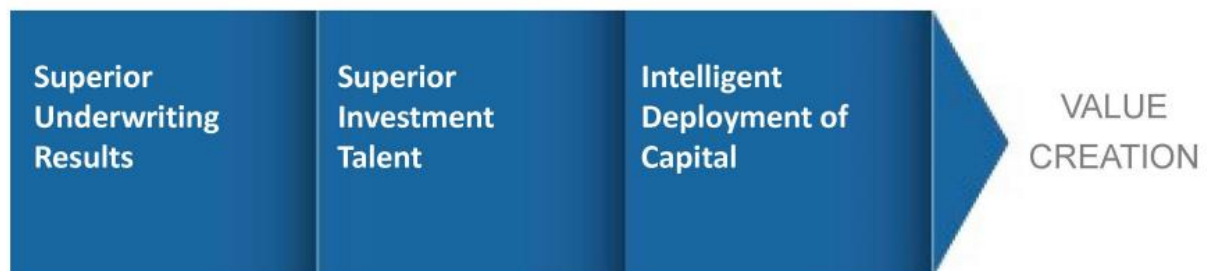 Superior
Underwriting
Results
Superior
Investment
Talent
Intelligent
Deployment of
Capital
VALUE
CREATION